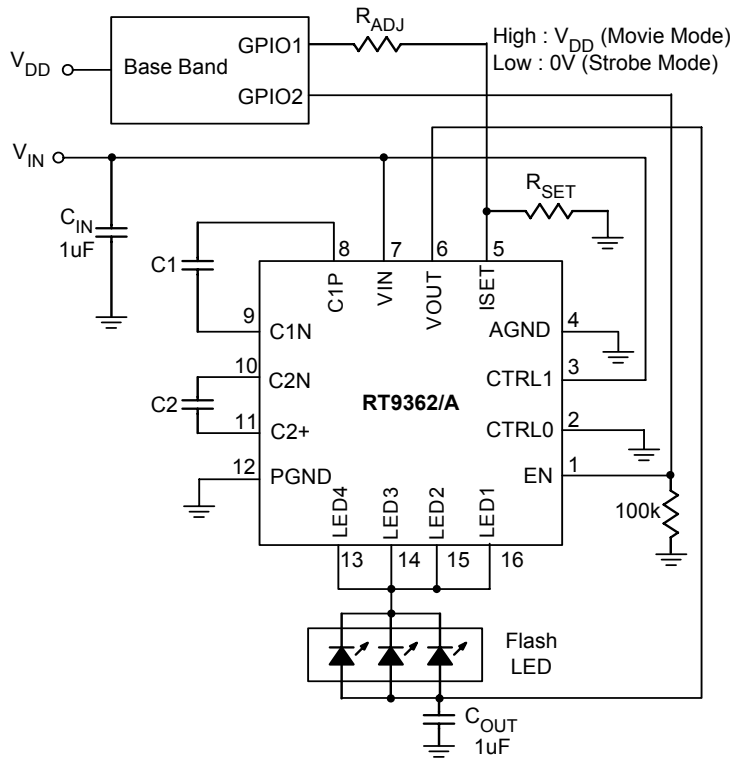 R_ADJ
High : V_DD (Movie Mode)
Low : 0V (Strobe Mode)
GPIO1
V_DD
Base Band
GPIO2
V_IN
R_SET
C_IN
1uF
C1
8
7
6
5
C1P
VIN
VOUT
ISET
9
C1N
AGND
4
10
C2N
CTRL1
3
C2
RT9362/A
11
C2+
CTRL0
2
12
PGND
EN
1
100k
LED4
LED3
LED2
LED1
13
14
15
16
Flash
LED
C_OUT
1uF